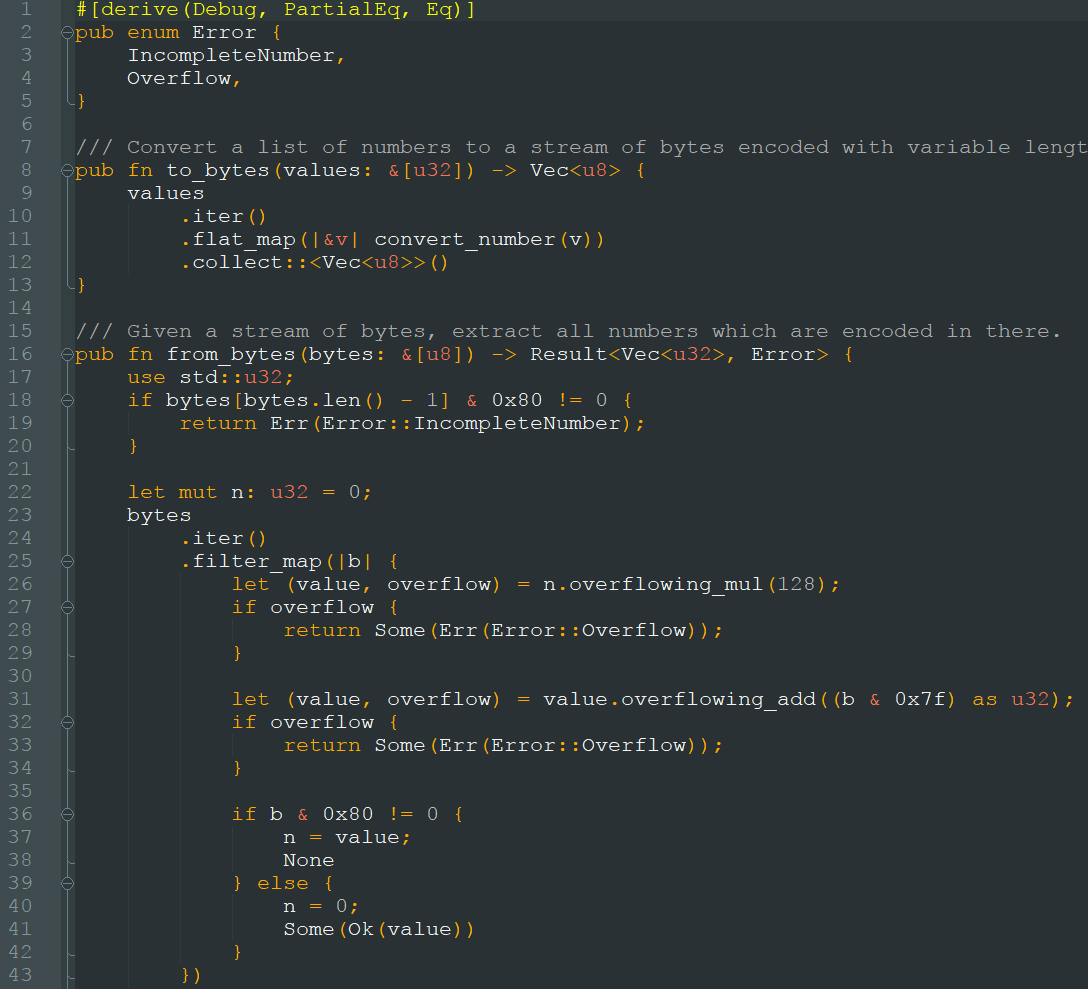 1 #[derive(Debug, PartialEq, Eq)]
2 pub enum Error {
3     IncompleteNumber,
4     Overflow,
5 }
6
7 /// Convert a list of numbers to a stream of bytes encoded with variable lengt
8 pub fn to_bytes(values: &[u32]) -> Vec<u8> {
9     values
10         .iter()
11         .flat_map(|&v| convert_number(v))
12         .collect::<Vec<u8>>()
13 }
14
15 /// Given a stream of bytes, extract all numbers which are encoded in there.
16 pub fn from_bytes(bytes: &[u8]) -> Result<Vec<u32>, Error> {
17     use std::u32;
18     if bytes[bytes.len() - 1] & 0x80 != 0 {
19         return Err(Error::IncompleteNumber);
20     }
21
22     let mut n: u32 = 0;
23     bytes
24         .iter()
25         .filter_map(|b| {
26             let (value, overflow) = n.overflowing_mul(128);
27             if overflow {
28                 return Some(Err(Error::Overflow));
29             }
30
31             let (value, overflow) = value.overflowing_add((b & 0x7f) as u32);
32             if overflow {
33                 return Some(Err(Error::Overflow));
34             }
35
36             if b & 0x80 != 0 {
37                 n = value;
38                 None
39             } else {
40                 n = 0;
41                 Some(Ok(value))
42             }
43         })